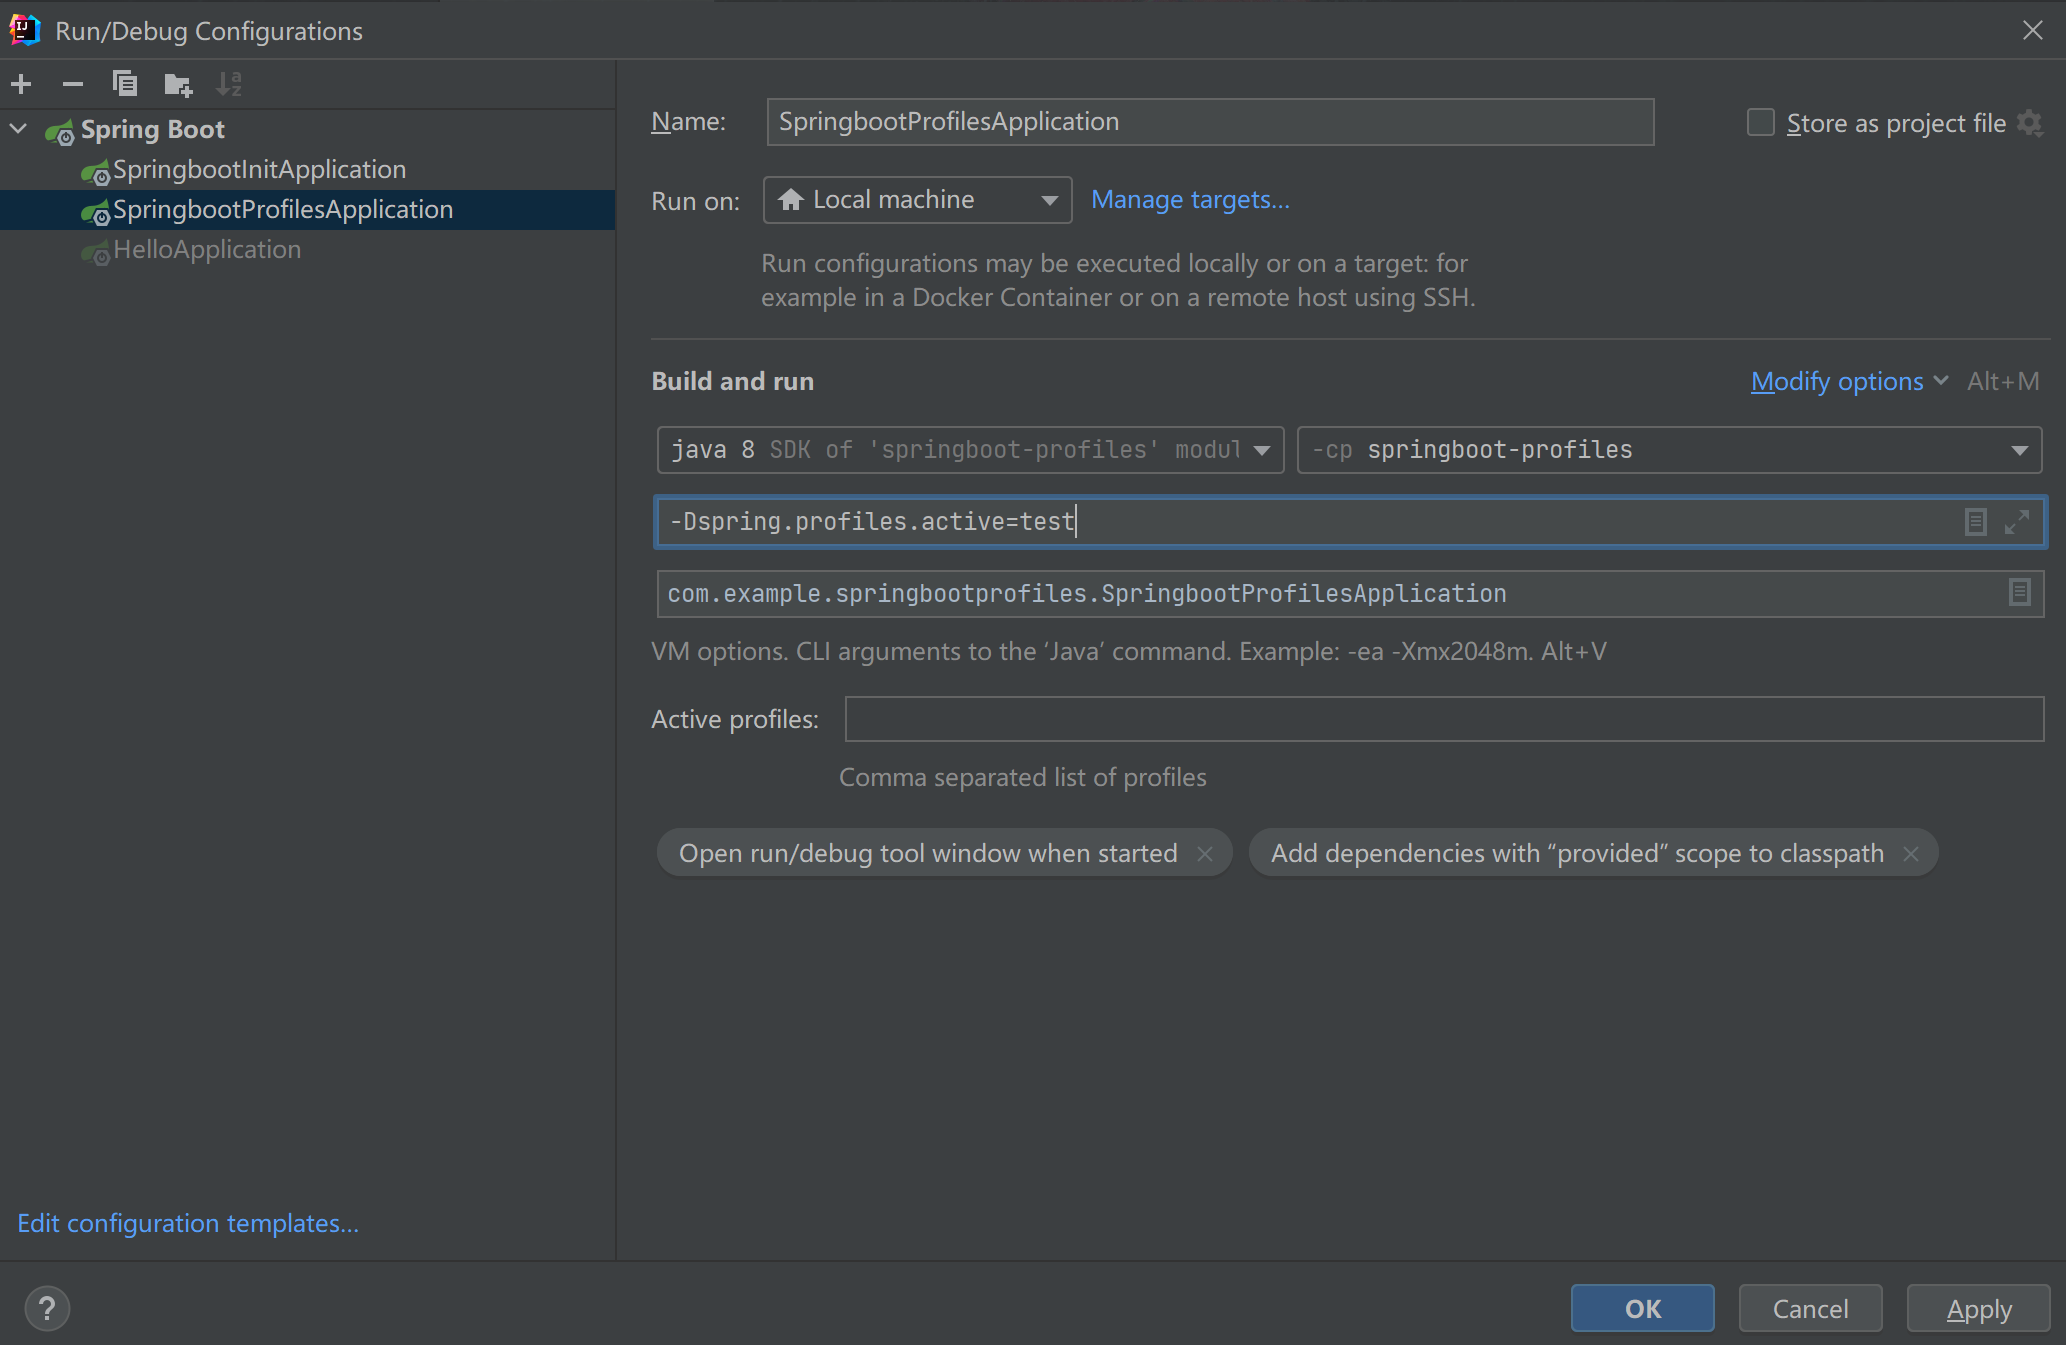 Run/Debug Configurations
Spring Boot
SpringbootInitApplication
SpringbootProfilesApplication
HelloApplication
Edit configuration templates...
Name: SpringbootProfilesApplication
Store as project file
Run on: Local machine Manage targets...
Run configurations may be executed locally or on a target: for
example in a Docker Container or on a remote host using SSH.
Build and run
Modify options Alt+M
java 8 SDK of 'springboot-profiles' modul
-cp springboot-profiles
-Dspring.profiles.active=test
com.example.springbootprofiles.SpringbootProfilesApplication
VM options. CLI arguments to the ‘Java’ command. Example: -ea -Xmx2048m. Alt+V
Active profiles:
Comma separated list of profiles
Open run/debug tool window when started
Add dependencies with “provided” scope to classpath
?
OK
Cancel
Apply